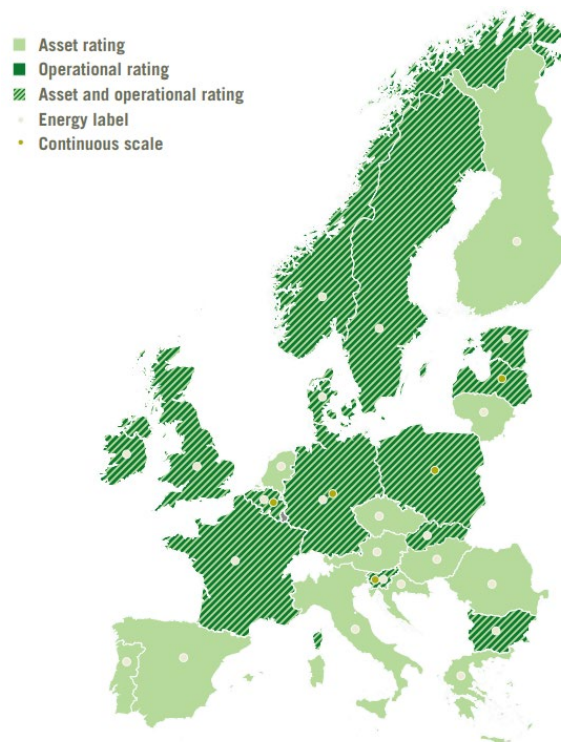 Asset rating
Operational rating
Asset and operational rating
Energy label
Continuous scale